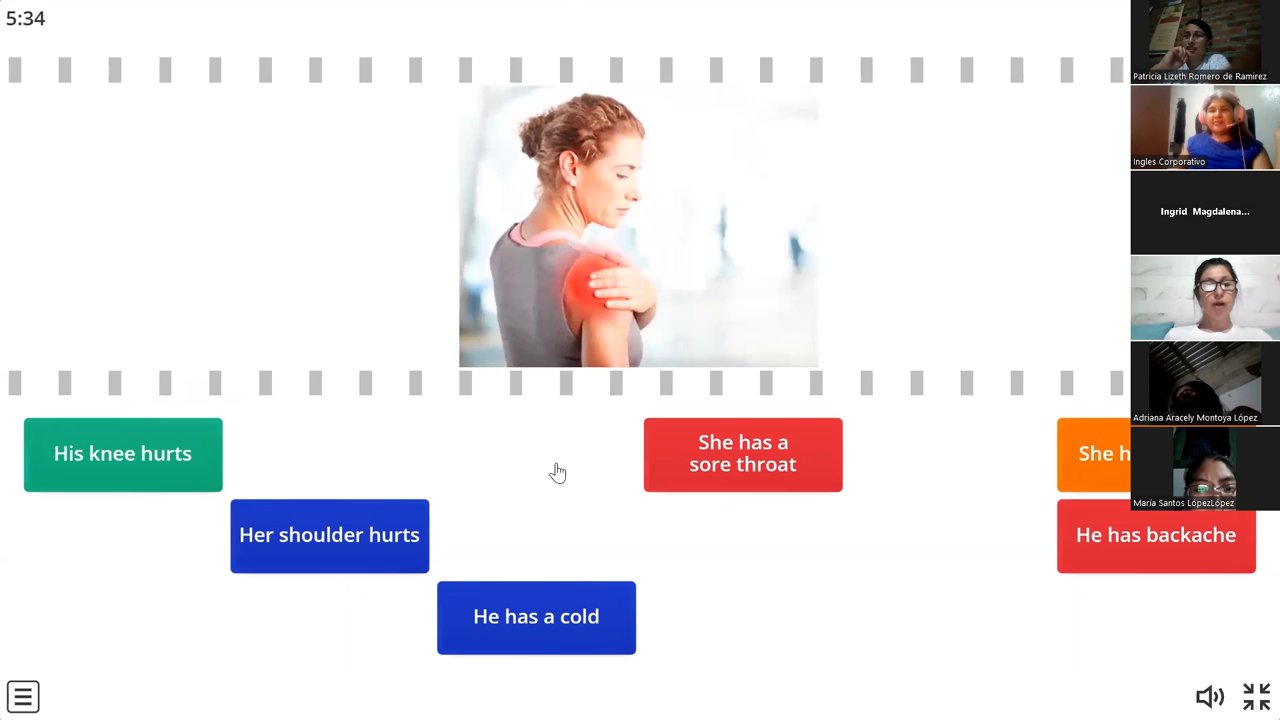 5:34
Patricia Lizeth Romero de Ramirez
Ingles Corporativo
Ingrid Magdalena...
Adriana Aracely Montoya López
María Santos LópezLópez
His knee hurts
She has a
sore throat
She h
Her shoulder hurts
He has backache
He has a cold